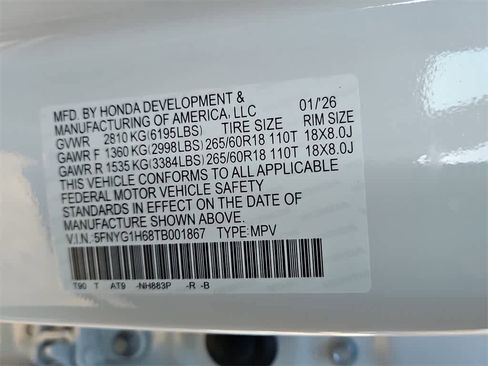 MFD. BY HONDA DEVELOPMENT &
MANUFACTURING OF AMERICA, LLC 01/'26
GVWR 2810 KG(6195LBS) TIRE SIZE RIM SIZE
GAWR F 1360 KG(2998LBS) 265/60R18 110T 18X8.0J
GAWR R 1535 KG(3384LBS) 265/60R18 110T 18X8.0J
THIS VEHICLE CONFORMS TO ALL APPLICABLE
FEDERAL MOTOR VEHICLE SAFETY
STANDARDS IN EFFECT ON THE DATE OF
MANUFACTURE SHOWN ABOVE.
V.I.N. 5FNYG1H68TB001867 TYPE: MPV
T90 T AT9 -NH883P -R -B